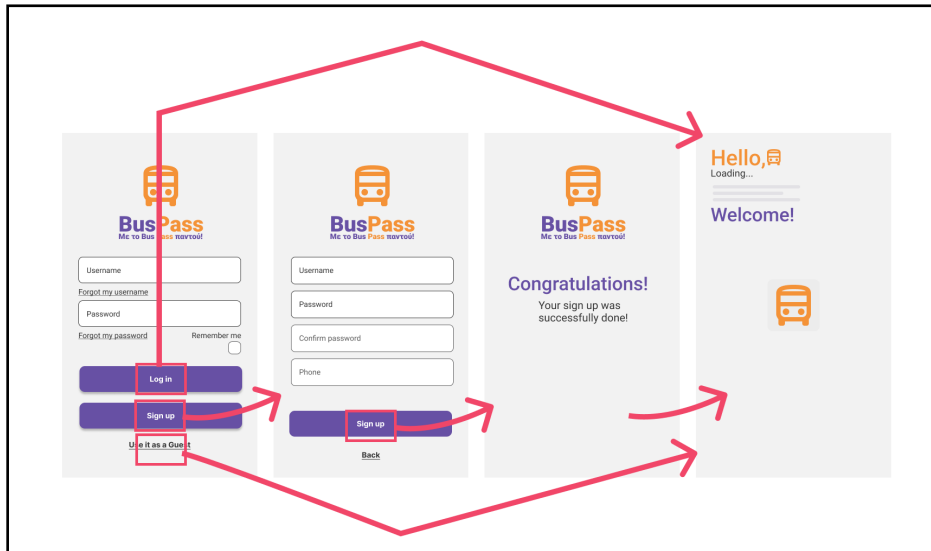 BusPass
Με το Bus Pass παντού!
Username
Forgot my username
Password
Forgot my password
Remember me
Log in
Sign up
Use it as a Guest
BusPass
Με το Bus Pass παντού!
Username
Password
Confirm password
Phone
Sign up
Back
BusPass
Με το Bus Pass παντού!
Congratulations!
Your sign up was
successfully done!
Hello,
Loading...
Welcome!